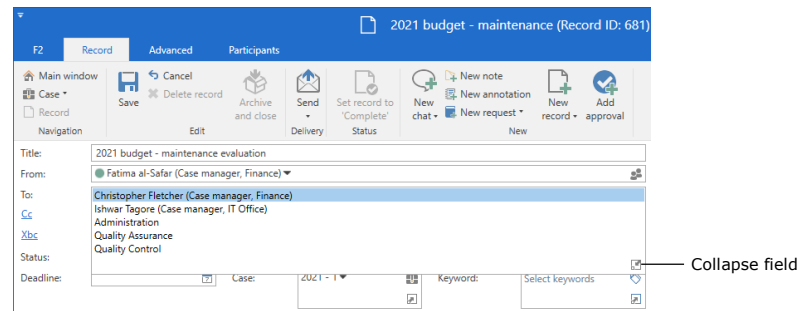 2021 budget - maintenance (Record ID: 681)
F2 Record Advanced Participants
Main window
Case
Record
Navigation
Save
Cancel
Delete record
Edit
Archive
and close
Send
Delivery
Set record to
'Complete'
Status
New
chat
New note
New annotation
New request
New
record
Add
approval
New
Title: 2021 budget - maintenance evaluation
From: Fatima al-Safar (Case manager, Finance)
To: Christopher Fletcher (Case manager, Finance)
Ishwar Tagore (Case manager, IT Office)
Cc
Administration
Xbc
Quality Assurance
Quality Control
Status:
Collapse field
Deadline: Case: 2021 - 1 Keyword: Select keywords